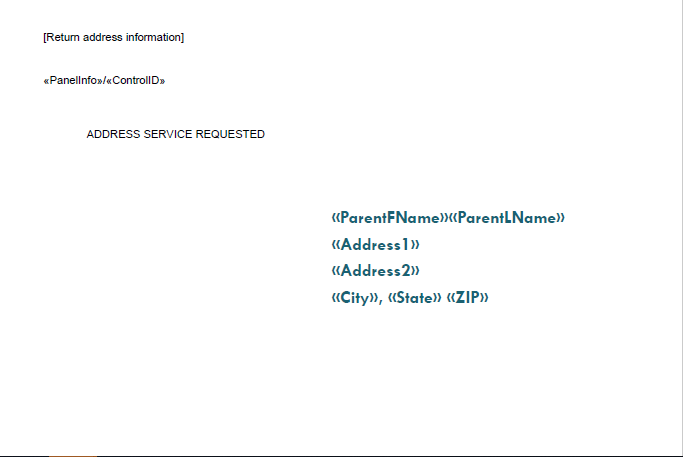 [Return address information]
«PanelInfo»/«ControlID»
ADDRESS SERVICE REQUESTED
«ParentFName»«ParentLName»
«Address1»
«Address2»
«City», «State» «ZIP»